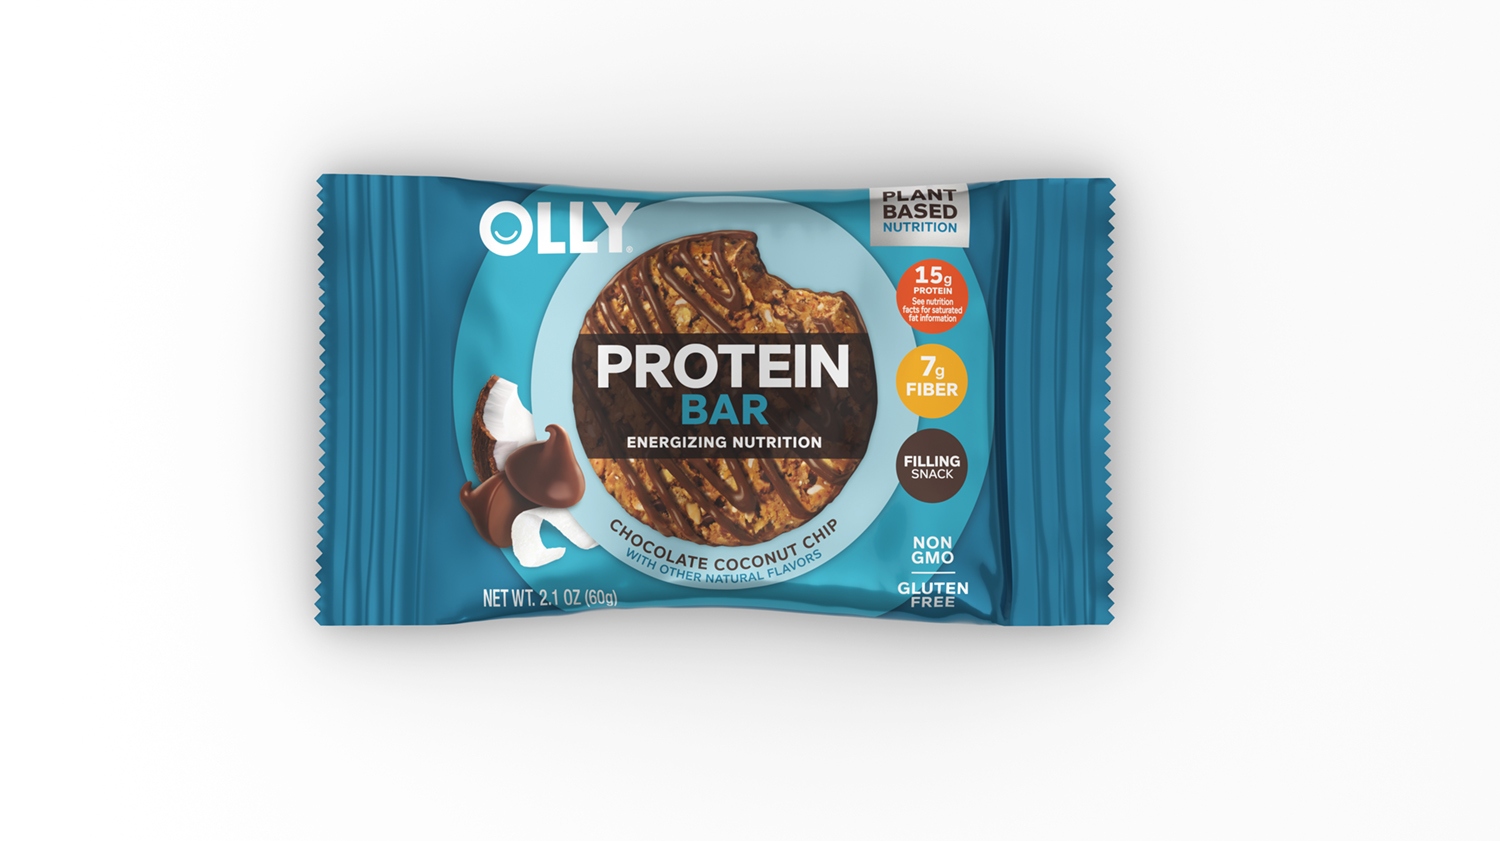 OLLY®
PLANT
BASED
NUTRITION
15g
PROTEIN
See nutrition
facts for saturated
fat information
7g
FIBER
PROTEIN
BAR
ENERGIZING NUTRITION
FILLING
SNACK
CHOCOLATE COCONUT CHIP
WITH OTHER NATURAL FLAVORS
NON
GMO
GLUTEN
FREE
NET WT. 2.1 OZ (60g)